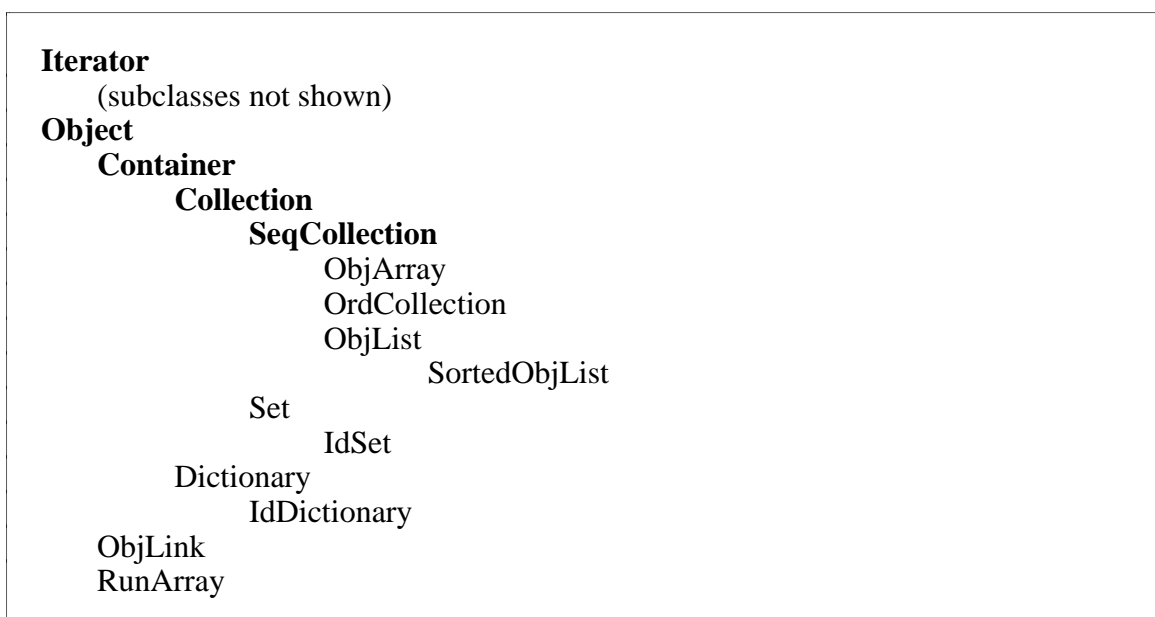 Iterator
(subclasses not shown)
Object
Container
Collection
SeqCollection
ObjArray
OrdCollection
ObjList
SortedObjList
Set
IdSet
Dictionary
IdDictionary
ObjLink
RunArray